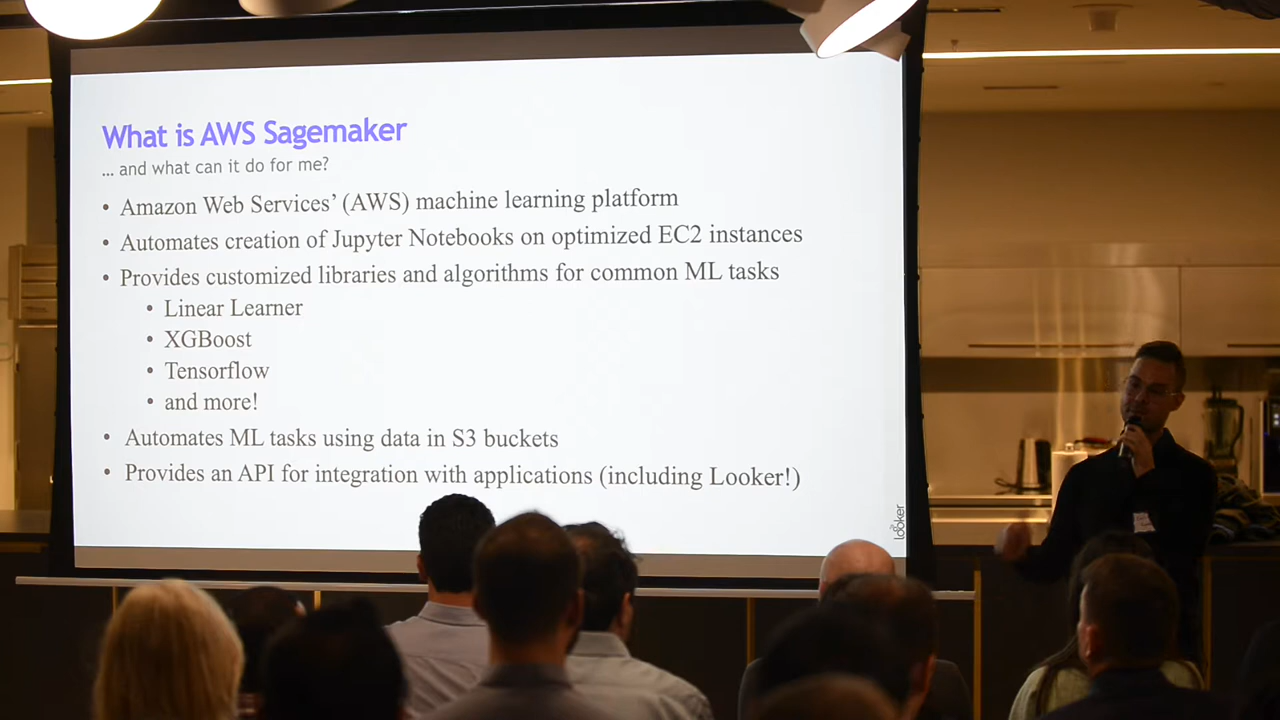 What is AWS Sagemaker
... and what can it do for me?
• Amazon Web Services’ (AWS) machine learning platform
• Automates creation of Jupyter Notebooks on optimized EC2 instances
• Provides customized libraries and algorithms for common ML tasks
• Linear Learner
• XGBoost
• Tensorflow
• and more!
• Automates ML tasks using data in S3 buckets
• Provides an API for integration with applications (including Looker!)
looker